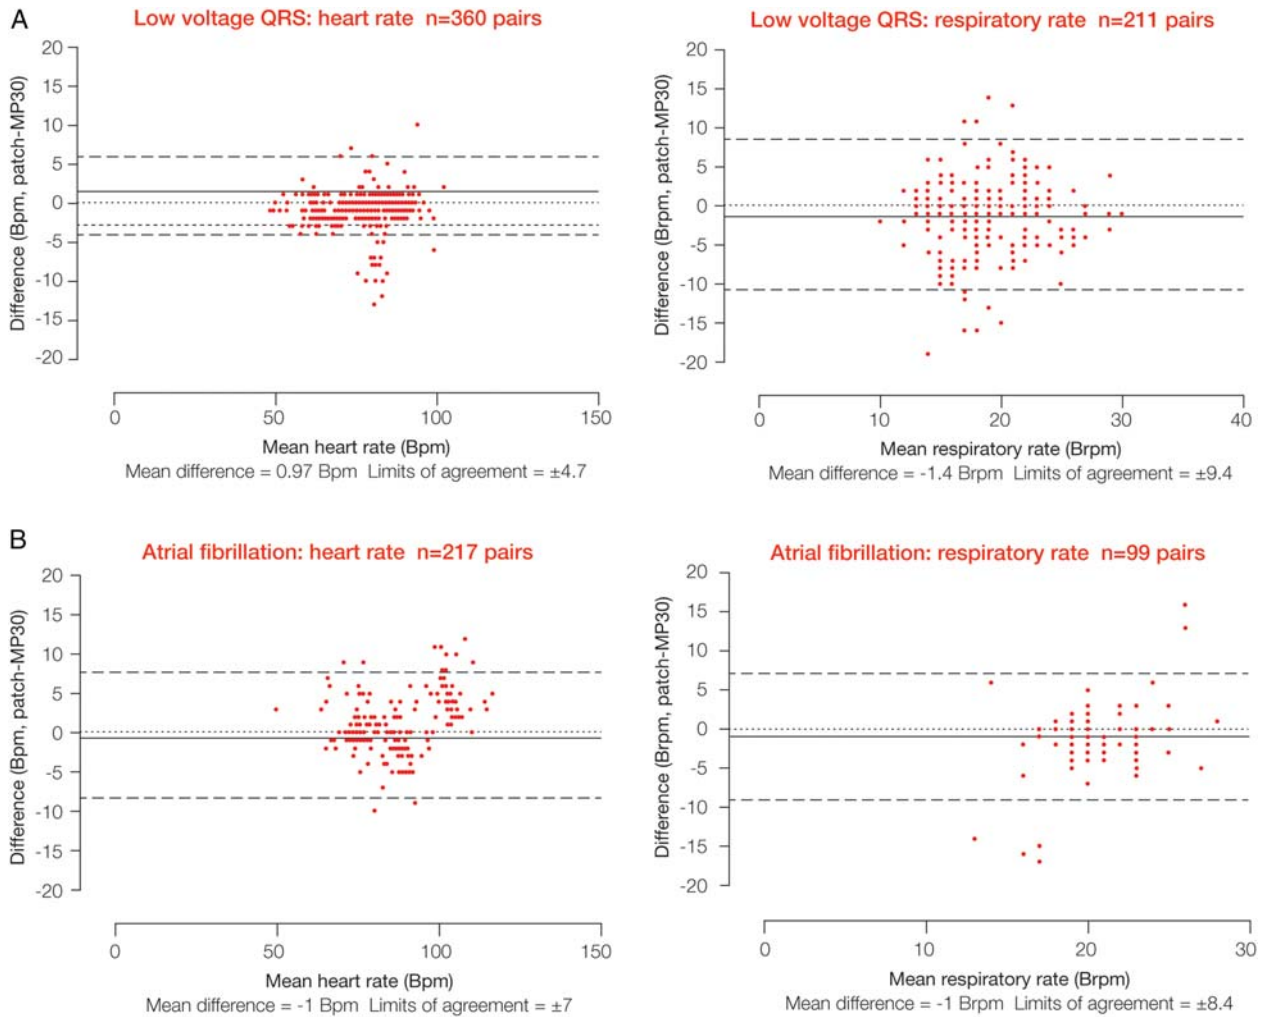 A
Low voltage QRS: heart rate n=360 pairs
20
15
10
5
0
-5
-10
-15
-20
Difference (Bpm, patch-MP30)
0
50
100
150
Mean heart rate (Bpm)
Mean difference = 0.97 Bpm Limits of agreement = ±4.7
Low voltage QRS: respiratory rate n=211 pairs
20
15
10
5
0
-5
-10
-15
-20
Difference (Brpm, patch-MP30)
0
10
20
30
40
Mean respiratory rate (Brpm)
Mean difference = -1.4 Brpm Limits of agreement = ±9.4
B
Atrial fibrillation: heart rate n=217 pairs
20
15
10
5
0
-5
-10
-15
-20
Difference (Bpm, patch-MP30)
0
50
100
150
Mean heart rate (Bpm)
Mean difference = -1 Bpm Limits of agreement = ±7
Atrial fibrillation: respiratory rate n=99 pairs
20
15
10
5
0
-5
-10
-15
-20
Difference (Brpm, patch-MP30)
0
10
20
30
Mean respiratory rate (Brpm)
Mean difference = -1 Brpm Limits of agreement = ±8.4